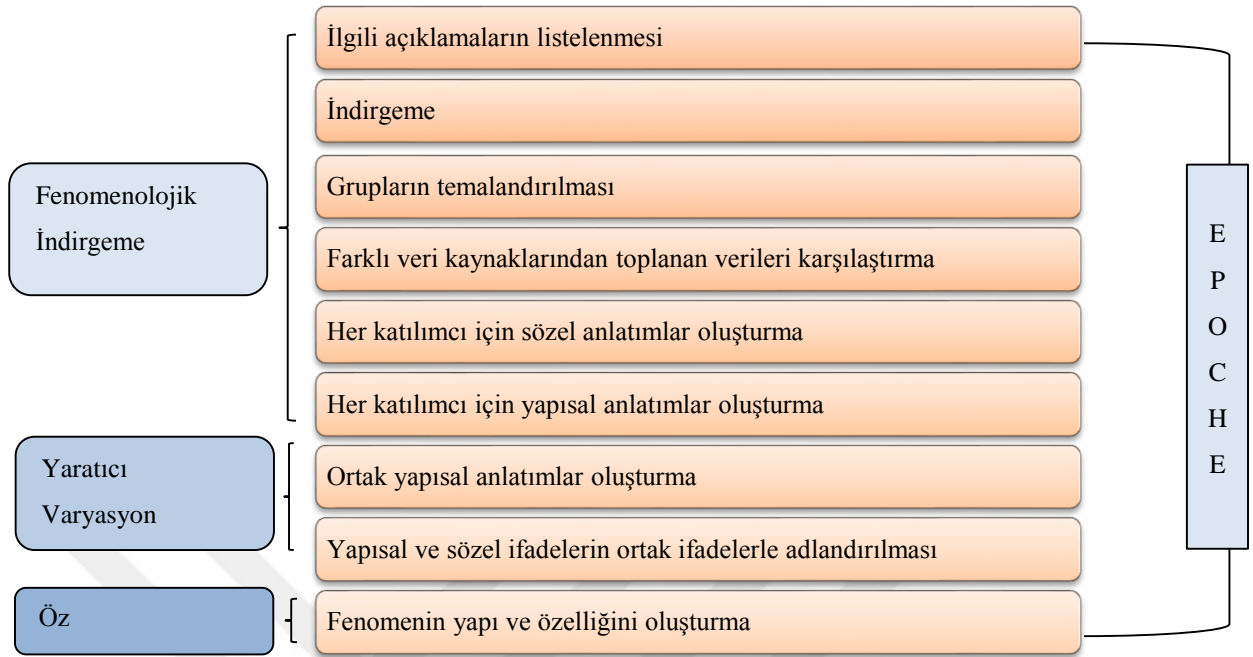 İlgili açıklamaların listelenmesi
İndirgeme
Grupların temalandırılması
Farklı veri kaynaklarından toplanan verileri karşılaştırma
Her katılımcı için sözel anlatımlar oluşturma
Her katılımcı için yapısal anlatımlar oluşturma
Ortak yapısal anlatımlar oluşturma
Yapısal ve sözel ifadelerin ortak ifadelerle adlandırılması
Fenomenin yapı ve özelliğini oluşturma
Fenomenolojik
İndirgeme
Yaratıcı
Varyasyon
Öz
E
P
O
C
H
E